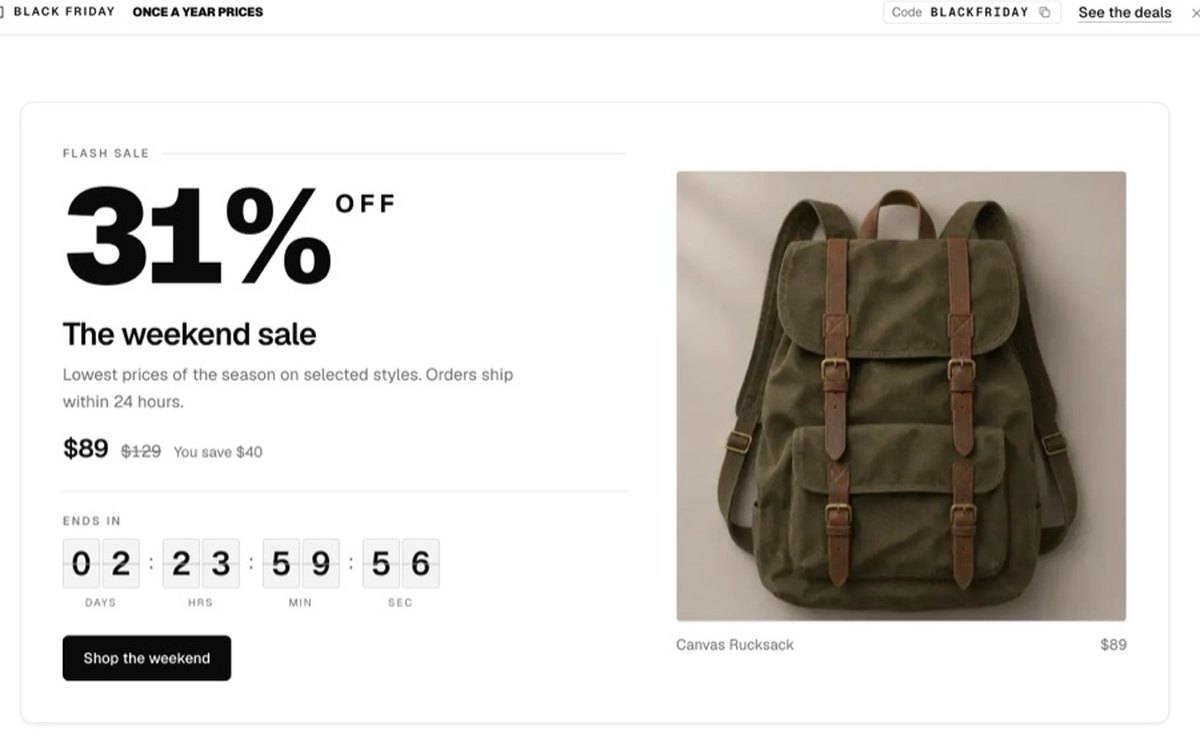 BLACK FRIDAY ONCE A YEAR PRICES Code BLACKFRIDAY See the deals
FLASH SALE
31% OFF
The weekend sale
Lowest prices of the season on selected styles. Orders ship
within 24 hours.
$89 $129 You save $40
ENDS IN
02 : 23 : 59 : 56
DAYS HRS MIN SEC
Shop the weekend
Canvas Rucksack $89